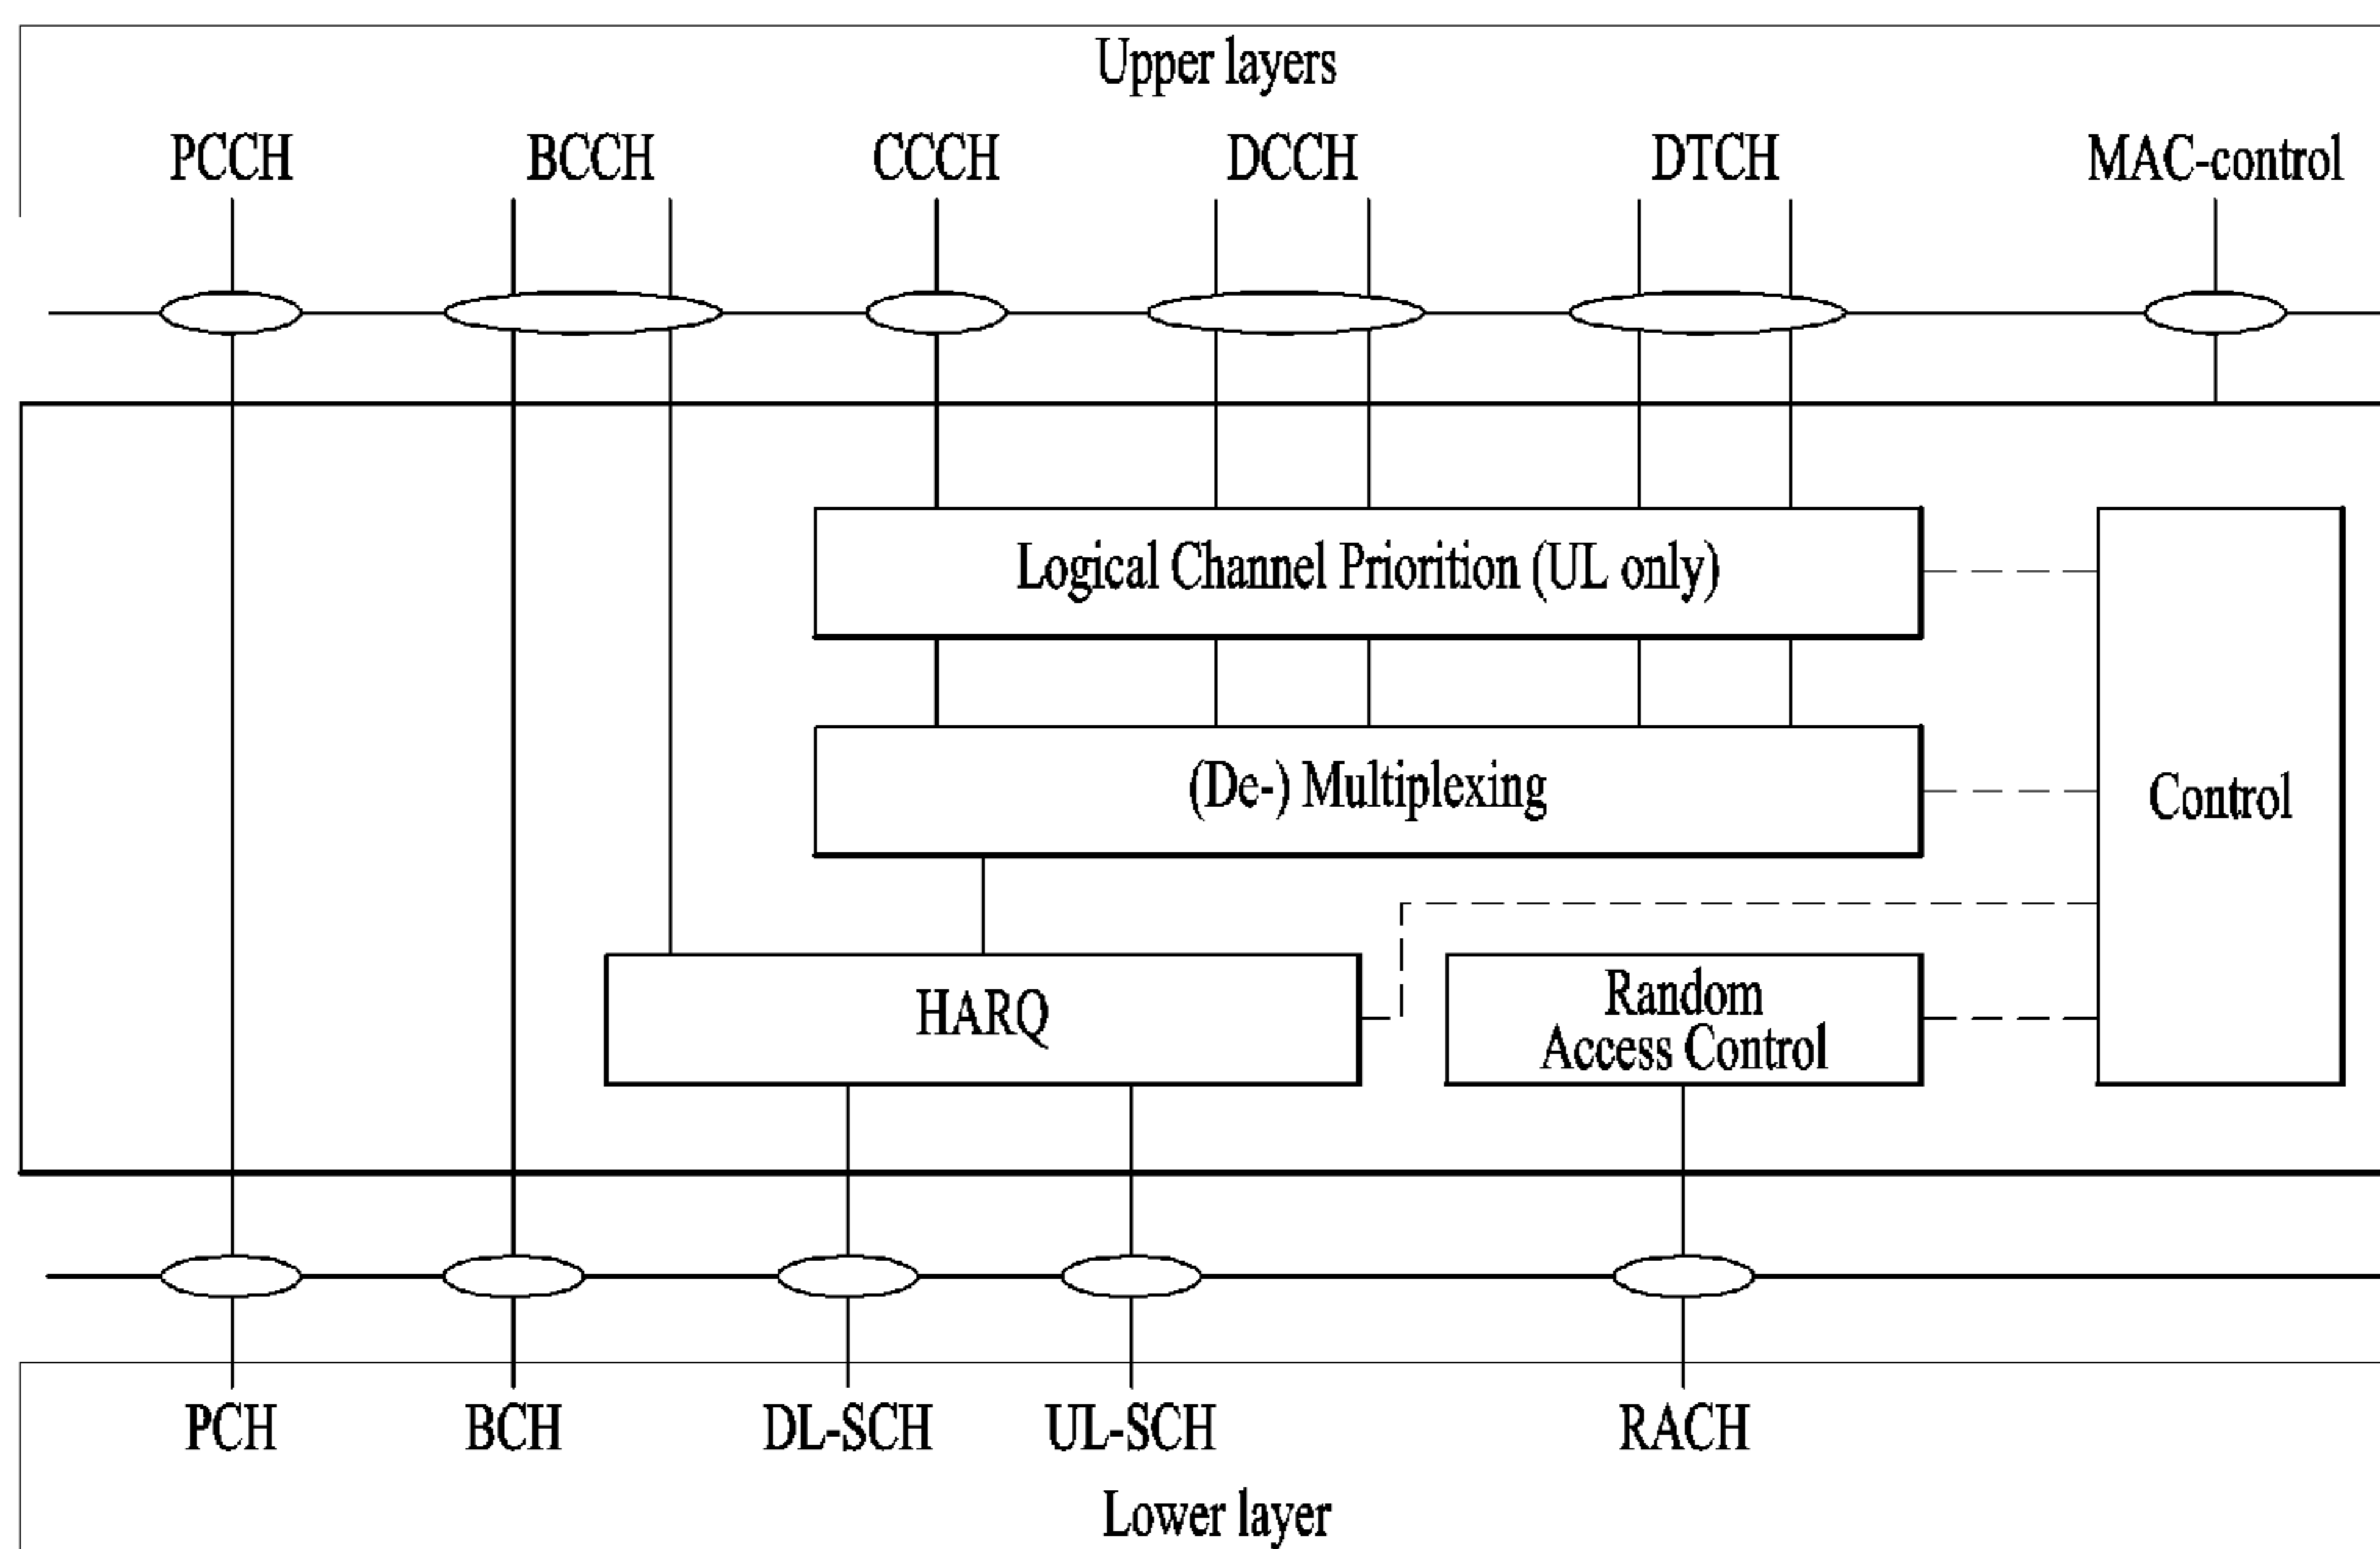 Upper layers
PCCH BCCH CCCH DCCH DTCH MAC-control
Logical Channel Priorition (UL only)
(De-) Multiplexing
Control
HARQ
Random
Access Control
PCH BCH DL-SCH UL-SCH RACH
Lower layer